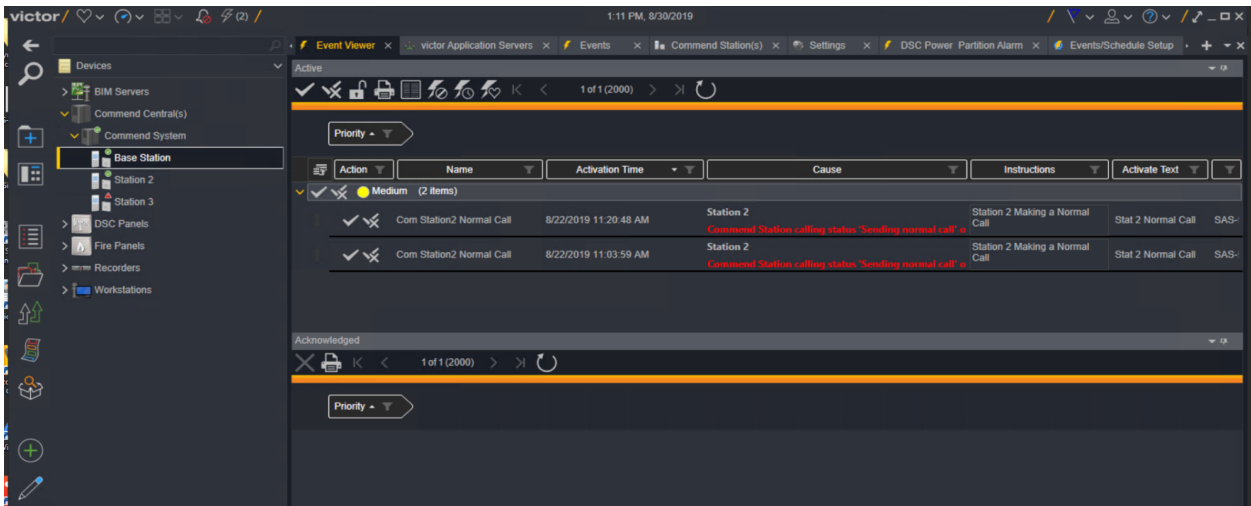 victor/ (2) / 1:11 PM, 8/30/2019
Event Viewer victor Application Servers Events Commend Station(s) Settings DSC Power Partition Alarm Events/Schedule Setup
Devices
BIM Servers
Commend Central(s)
Commend System
Base Station
Station 2
Station 3
DSC Panels
Fire Panels
Recorders
Workstations
Active
1 of 1 (2000)
Priority
Action Name Activation Time Cause Instructions Activate Text
Medium (2 items)
Com Station2 Normal Call 8/22/2019 11:20:48 AM Station 2 Station 2 Making a Normal Stat 2 Normal Call SAS-
Commend Station calling status 'Sending normal call' o Call
Com Station2 Normal Call 8/22/2019 11:03:59 AM Station 2 Station 2 Making a Normal Stat 2 Normal Call SAS-
Commend Station calling status 'Sending normal call' o Call
Acknowledged
1 of 1 (2000)
Priority